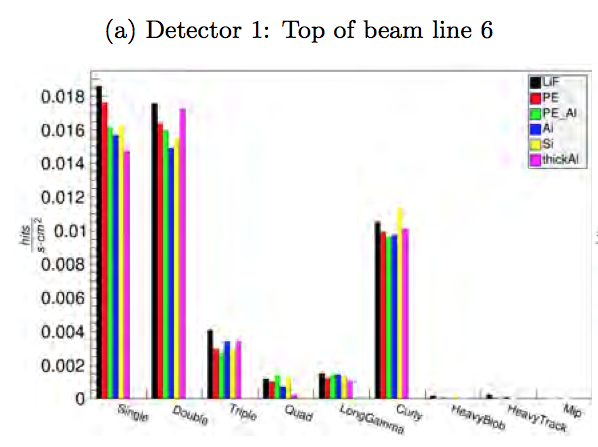 (a) Detector 1: Top of beam line 6
hits
s·cm²
0.018
0.016
0.014
0.012
0.01
0.008
0.006
0.004
0.002
0
LiF
PE
PE_Al
Al
Si
thickAl
Single
Double
Triple
Quad
LongGamma
Curly
HeavyBlob
HeavyTrack
Mip